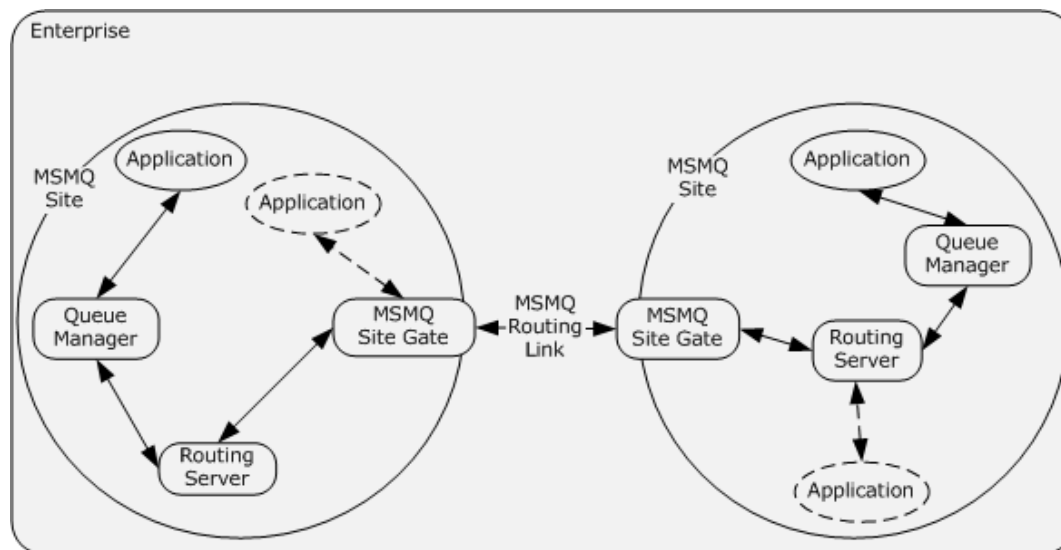 Enterprise
MSMQ
Site
Application
Application
Queue
Manager
MSMQ
Site Gate
Routing
Server
MSMQ
Routing
Link
MSMQ
Site
Application
Queue
Manager
MSMQ
Site Gate
Routing
Server
Application